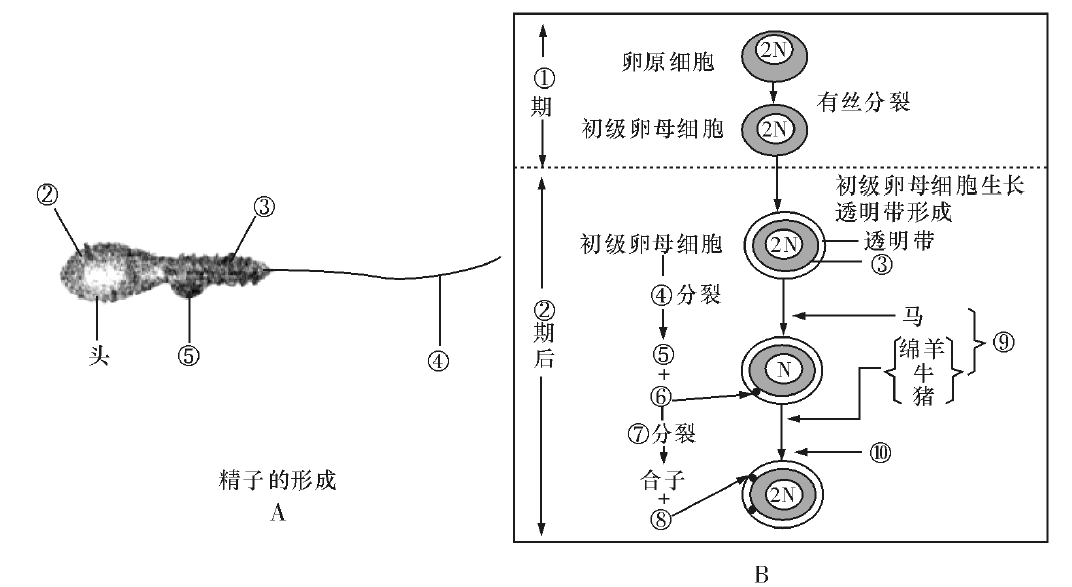 ②
③
头
⑤
④
精子的形成
A
①
期
卵原细胞
2N
有丝分裂
初级卵母细胞
2N
②
期
后
初级卵母细胞生长
透明带形成
初级卵母细胞
2N
透明带
③
④分裂
马
⑨
⑤
+
⑥
N
绵羊
牛
猪
⑦分裂
⑩
合子
+
⑧
2N
B